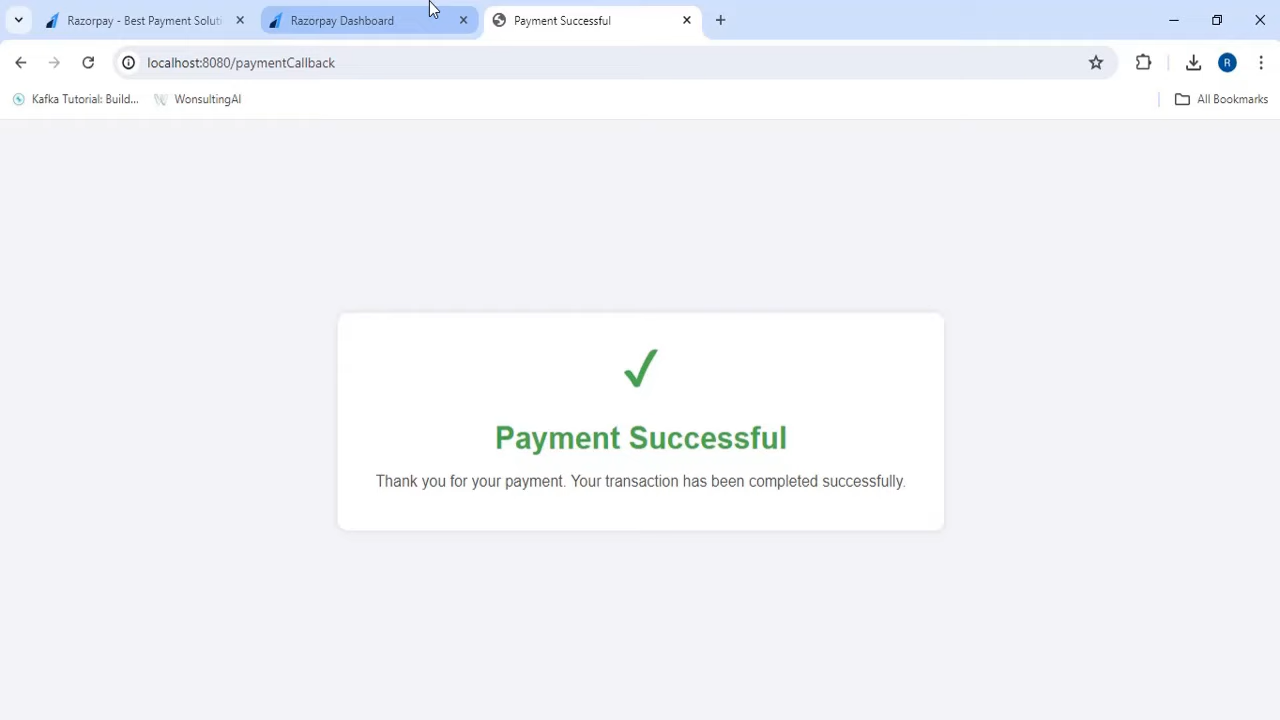 Razorpay - Best Payment Soluti
Razorpay Dashboard
Payment Successful
localhost:8080/paymentCallback
R
Kafka Tutorial: Build...
WonsultingAI
All Bookmarks
Payment Successful
Thank you for your payment. Your transaction has been completed successfully.